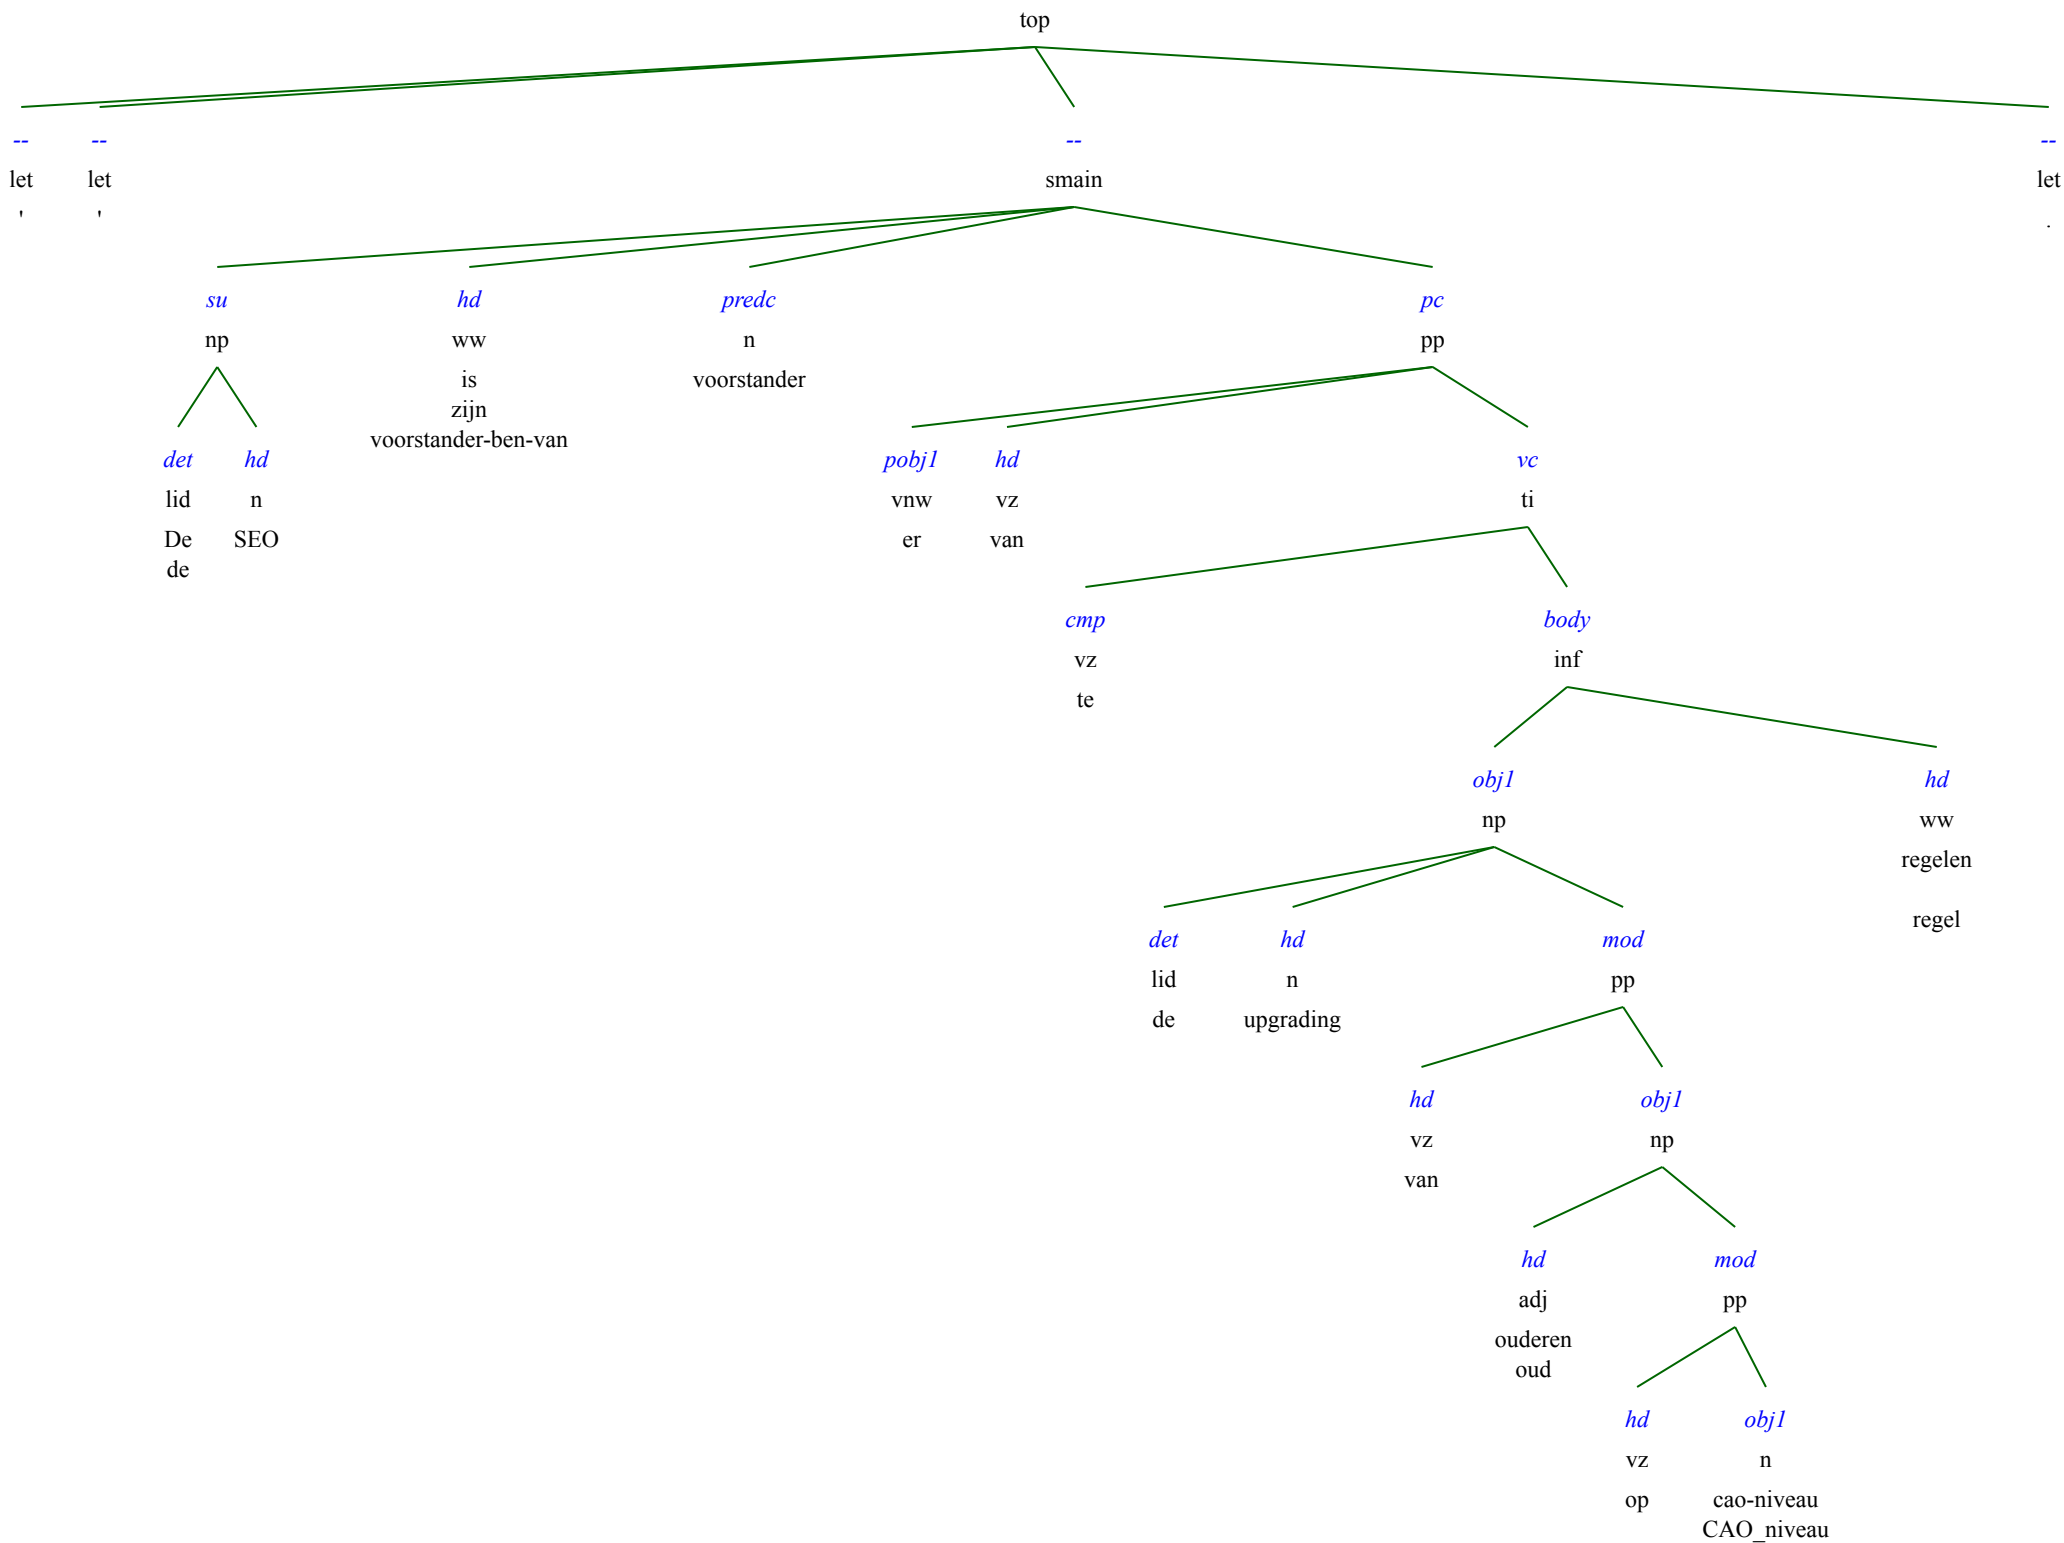 top
-- -- -- --
let let smain let
' ' .
su hd predc pc
np ww n pp
is voorstander
zijn
voorstander-ben-van
det hd pobj1 hd vc
lid n vnw vz ti
De SEO er van
de
cmp body
vz inf
te
obj1 hd
np ww
regelen
regel
det hd mod
lid n pp
de upgrading
hd obj1
vz np
van
hd mod
adj pp
ouderen
oud
hd obj1
vz n
op cao-niveau
CAO_niveau